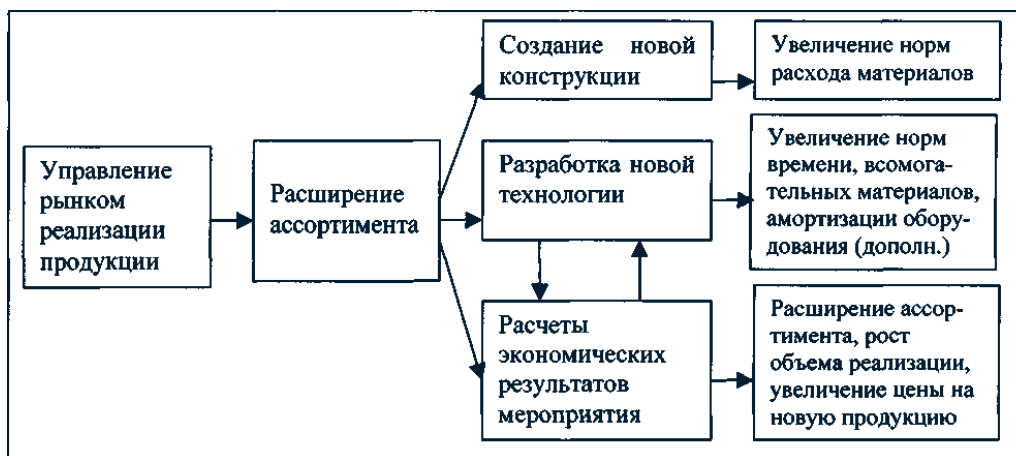 Управление
рынком
реализации
продукции
Расширение
ассортимента
Создание новой
конструкции
Увеличение норм
расхода материалов
Разработка новой
технологии
Увеличение норм
времени, всомога-
тельных материалов,
амортизации обору-
дования (дополн.)
Расчеты
экономических
результатов
мероприятия
Расширение ассор-
тимента, рост
объема реализации,
увеличение цены на
новую продукцию